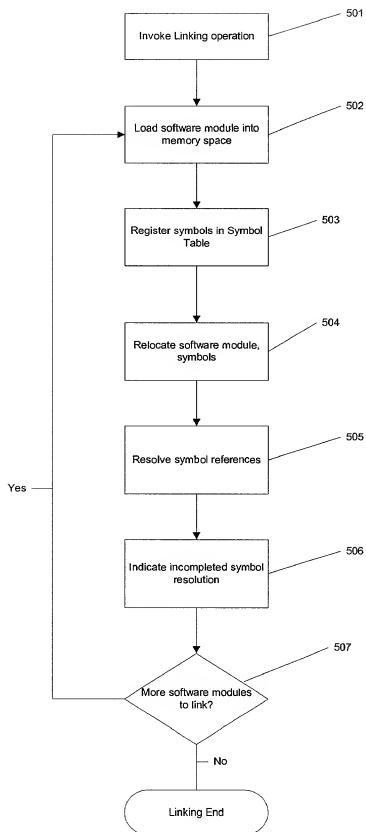 501
Invoke Linking operation
502
Load software module into
memory space
503
Register symbols in Symbol
Table
504
Relocate software module,
symbols
505
Resolve symbol references
Yes
506
Indicate incompleted symbol
resolution
507
More software modules
to link?
No
Linking End